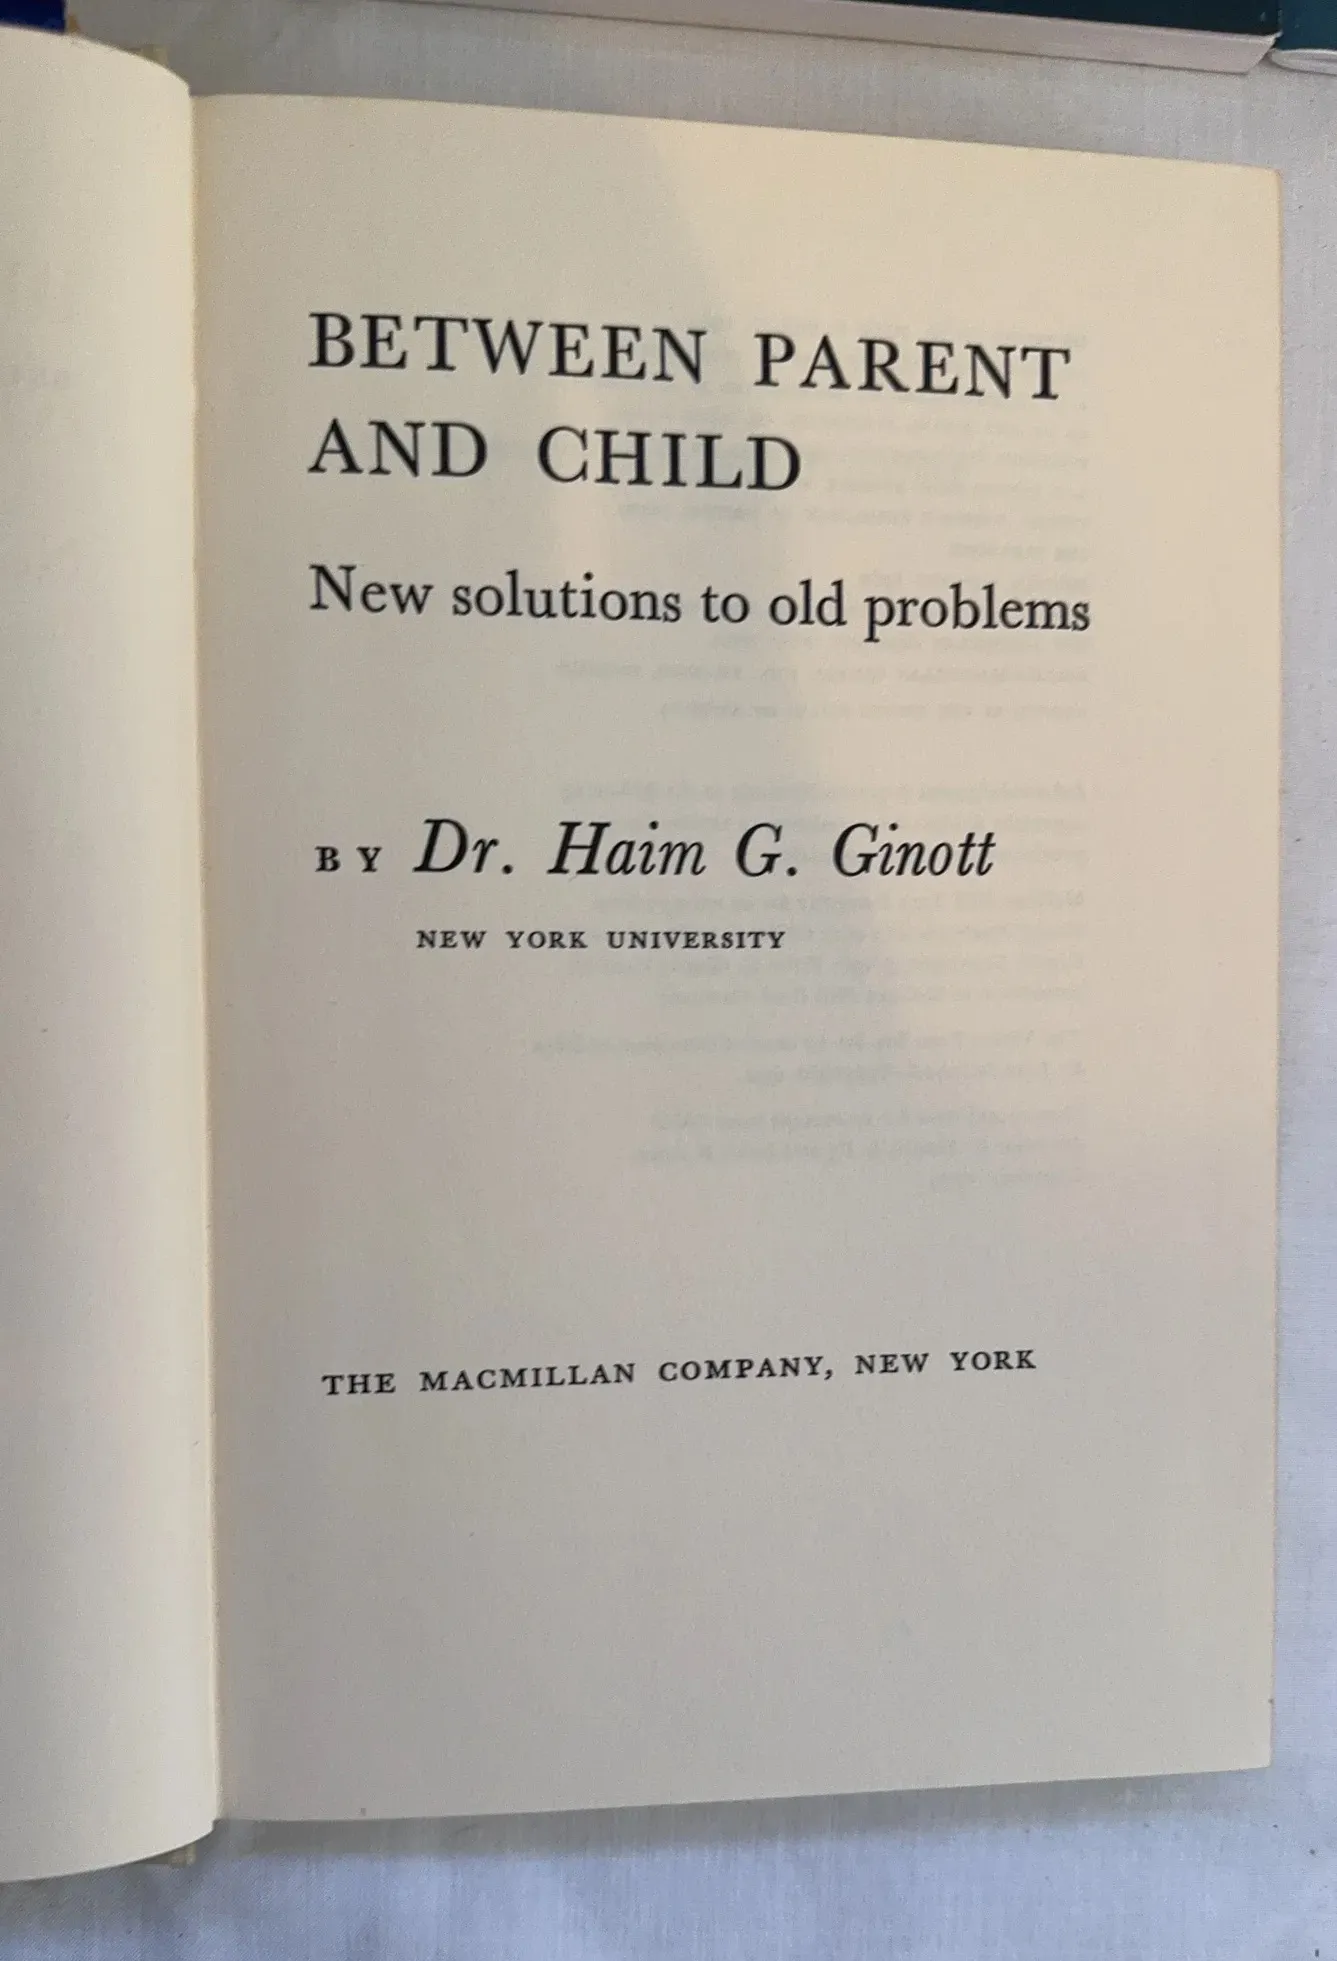 BETWEEN PARENT
AND CHILD
New solutions to old problems
BY Dr. Haim G. Ginott
NEW YORK UNIVERSITY
THE MACMILLAN COMPANY, NEW YORK